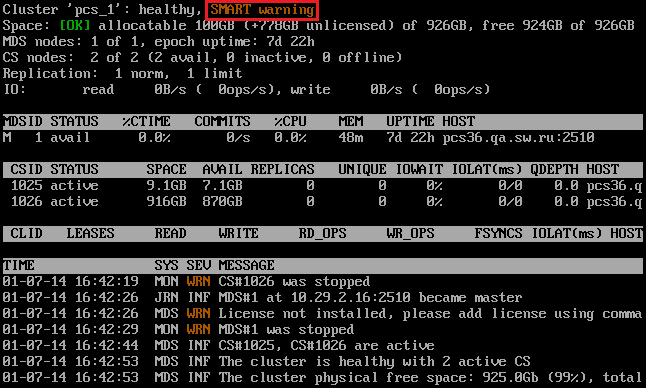 Cluster 'pcs_1': healthy, SMART warning
Space: [OK] allocatable 100GB (+778GB unlicensed) of 926GB, free 924GB of 926GB
MDS nodes: 1 of 1, epoch uptime: 7d 22h
CS nodes:  2 of 2 (2 avail, 0 inactive, 0 offline)
Replication:  1 norm,  1 limit
IO:       read     0B/s (  0ops/s), write     0B/s (  0ops/s)
MDSID STATUS   %CTIME   COMMITS   %CPU    MEM   UPTIME HOST
M   1 avail      0.0%       0/s   0.0%    48m   7d 22h pcs36.qa.sw.ru:2510
CSID STATUS      SPACE   AVAIL REPLICAS   UNIQUE IOWAIT IOLAT(ms) QDEPTH HOST
1025 active      9.1GB   7.1GB        0        0     0%       0/0    0.0 pcs36.q
1026 active      916GB   870GB        0        0     0%       0/0    0.0 pcs36.q
CLID   LEASES     READ    WRITE     RD_OPS     WR_OPS     FSYNCS IOLAT(ms) HOST
TIME                SYS SEV MESSAGE
01-07-14 16:42:19   MON WRN CS#1026 was stopped
01-07-14 16:42:26   JRN INF MDS#1 at 10.29.2.16:2510 became master
01-07-14 16:42:26   MDS WRN License not installed, please add license using comma
01-07-14 16:42:29   MON WRN MDS#1 was stopped
01-07-14 16:42:44   MDS INF CS#1025, CS#1026 are active
01-07-14 16:42:53   MDS INF The cluster is healthy with 2 active CS
01-07-14 16:42:53   MDS INF The cluster physical free space: 925.0Gb (99%), total